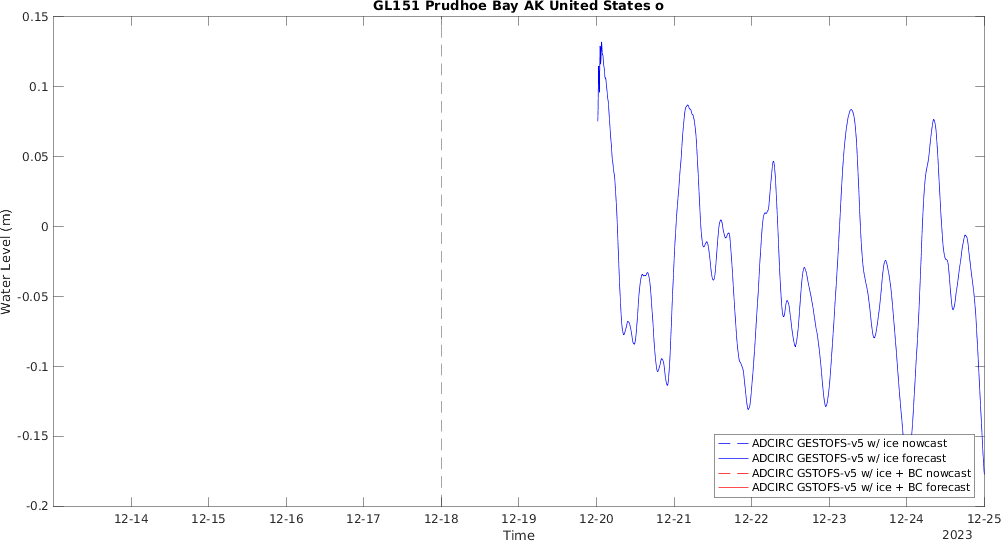 GL151 Prudhoe Bay AK United States o
0.15
0.1
0.05
0
-0.05
-0.1
-0.15
-0.2
Water Level (m)
ADCIRC GESTOFS-v5 w/ ice nowcast
ADCIRC GESTOFS-v5 w/ ice forecast
ADCIRC GSTOFS-v5 w/ ice + BC nowcast
ADCIRC GSTOFS-v5 w/ ice + BC forecast
12-14 12-15 12-16 12-17 12-18 12-19 12-20 12-21 12-22 12-23 12-24 12-25
Time
2023